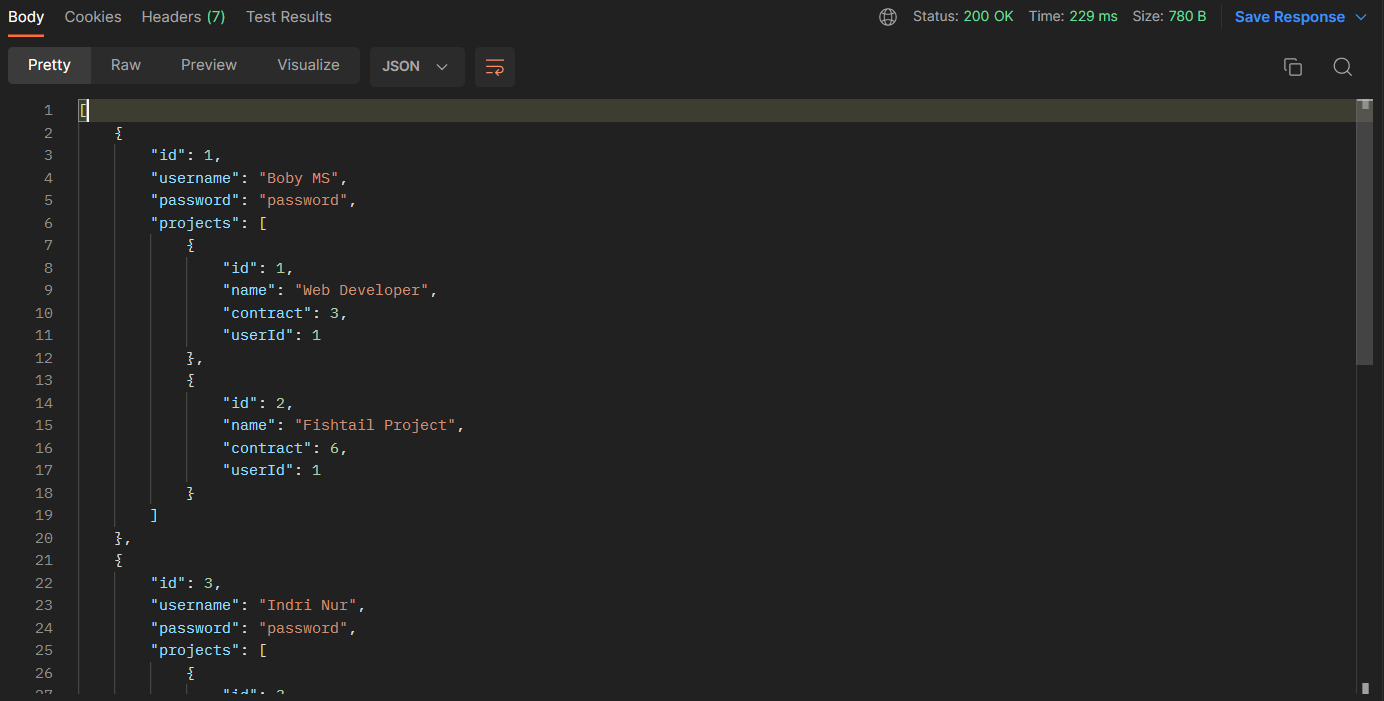 Body Cookies Headers (7) Test Results Status: 200 OK Time: 229 ms Size: 780 B Save Response
Pretty Raw Preview Visualize JSON
1 [
2 {
3 "id": 1,
4 "username": "Boby MS",
5 "password": "password",
6 "projects": [
7 {
8 "id": 1,
9 "name": "Web Developer",
10 "contract": 3,
11 "userId": 1
12 },
13 {
14 "id": 2,
15 "name": "Fishtail Project",
16 "contract": 6,
17 "userId": 1
18 }
19 ]
20 },
21 {
22 "id": 3,
23 "username": "Indri Nur",
24 "password": "password",
25 "projects": [
26 {
27 "id":